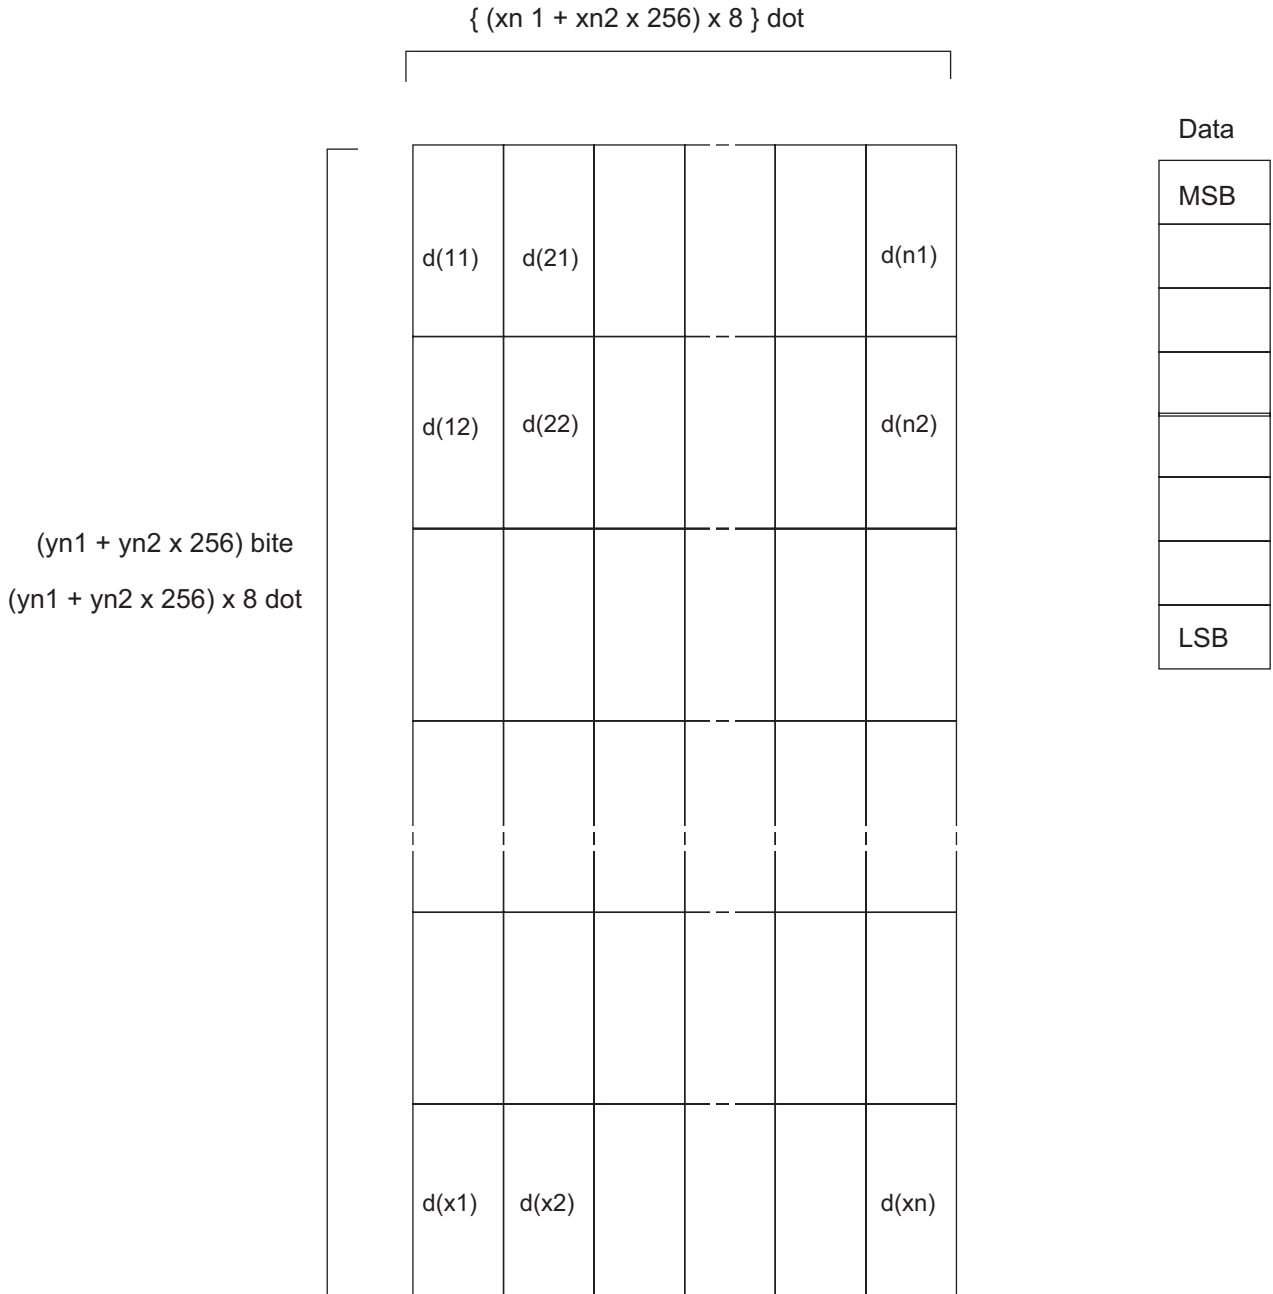 { (xn 1 + xn2 x 256) x 8 } dot
Data
MSB
d(11) d(21) d(n1)
d(12) d(22) d(n2)
(yn1 + yn2 x 256) bite
(yn1 + yn2 x 256) x 8 dot
LSB
d(x1) d(x2) d(xn)